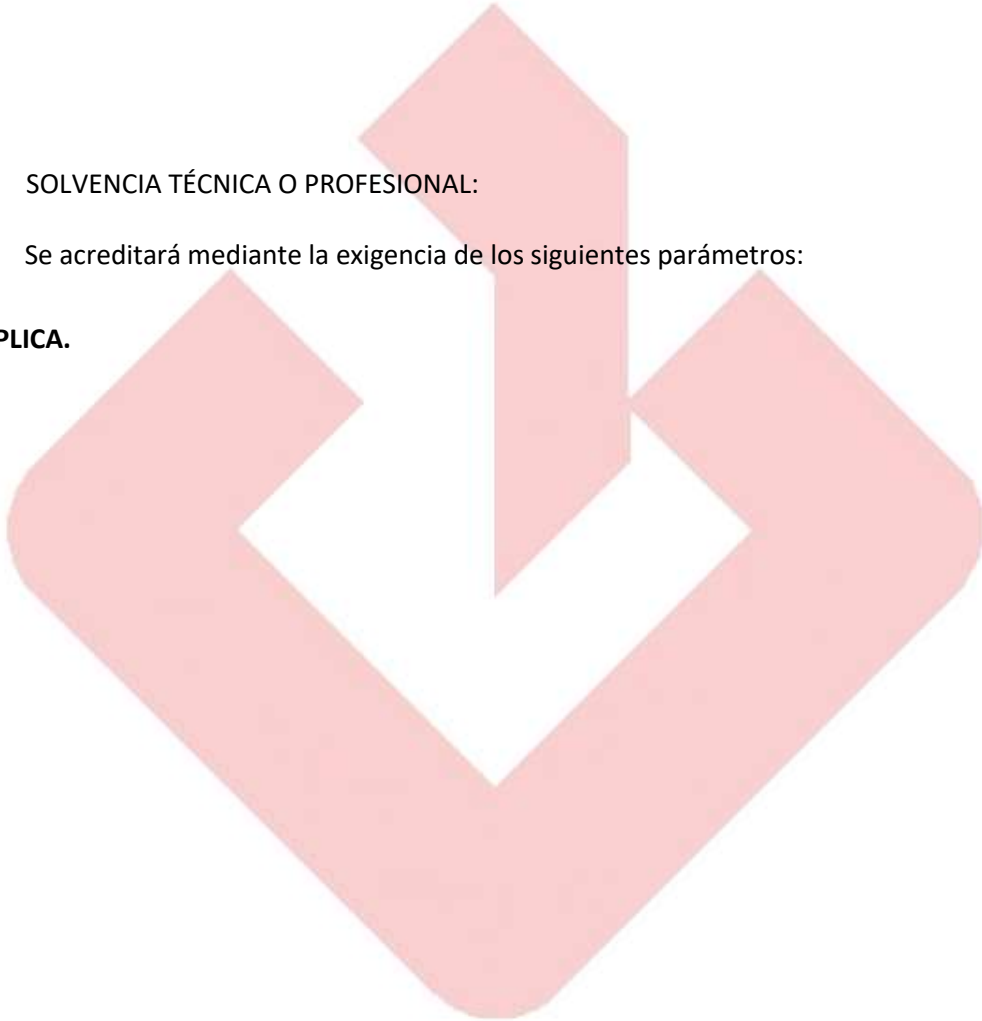 SOLVENCIA TÉCNICA O PROFESIONAL:
Se acreditará mediante la exigencia de los siguientes parámetros:
PLICA.